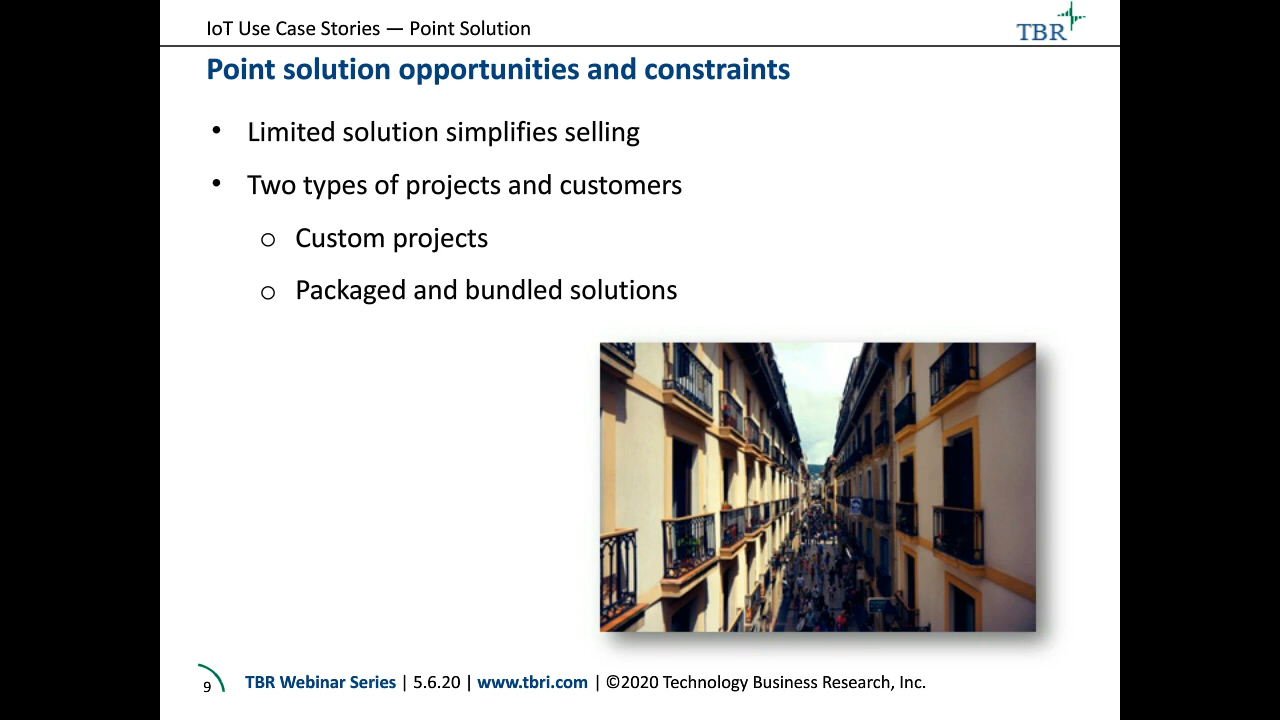 IoT Use Case Stories — Point Solution
TBR
Point solution opportunities and constraints
• Limited solution simplifies selling
• Two types of projects and customers
o Custom projects
o Packaged and bundled solutions
9
TBR Webinar Series | 5.6.20 | www.tbri.com | ©2020 Technology Business Research, Inc.